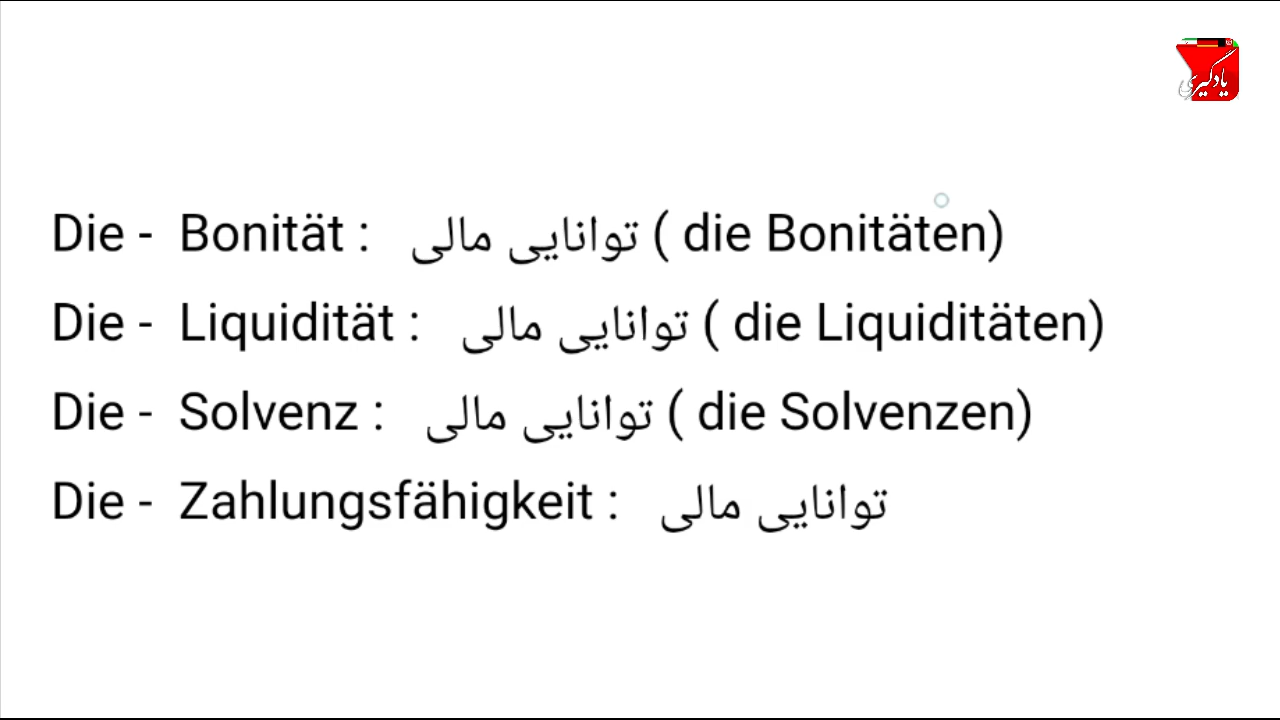 یادگیری
Die - Bonität : توانایی مالی ( die Bonitäten)
Die - Liquidität : توانایی مالی ( die Liquiditäten)
Die - Solvenz : توانایی مالی ( die Solvenzen)
Die - Zahlungsfähigkeit : توانایی مالی